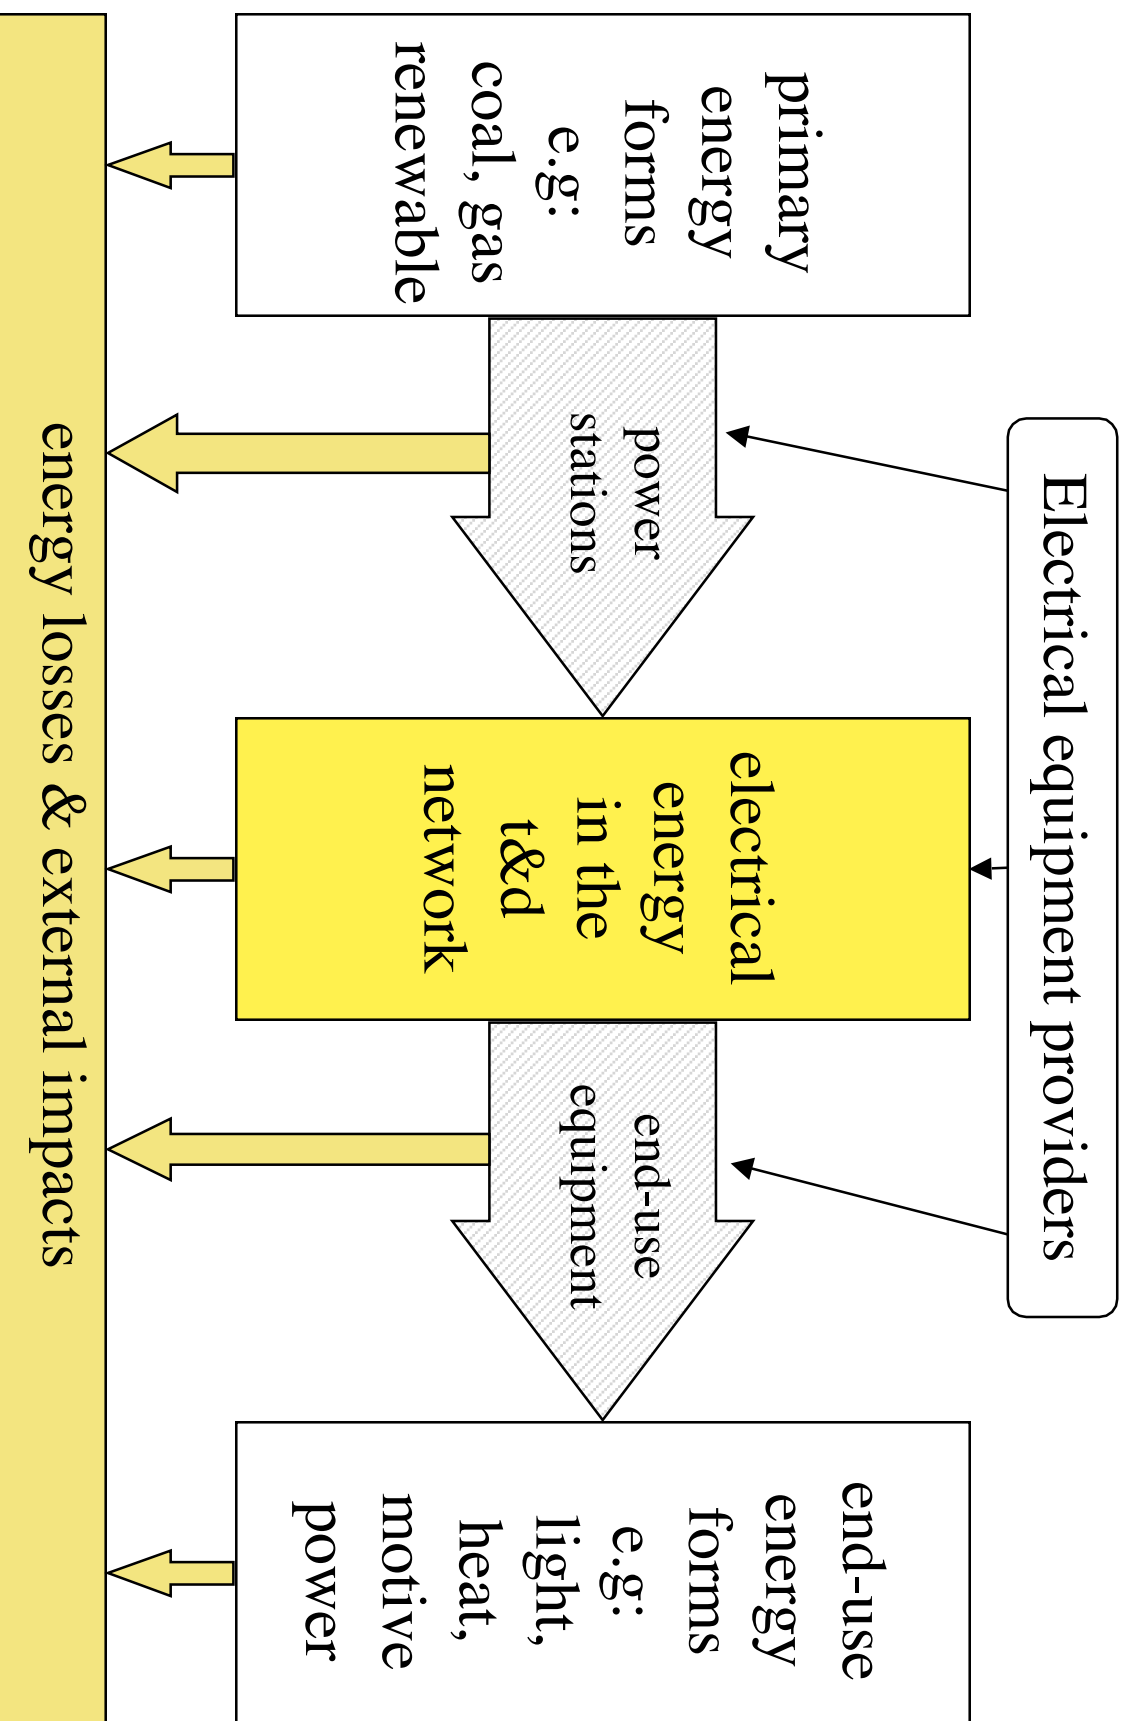 Electrical equipment providers
primary
energy
forms
e.g:
coal, gas
renewable
power
stations
electrical
energy
in the
t&d
network
end-use
equipment
end-use
energy
forms
e.g:
light,
heat,
motive
power
energy losses & external impacts